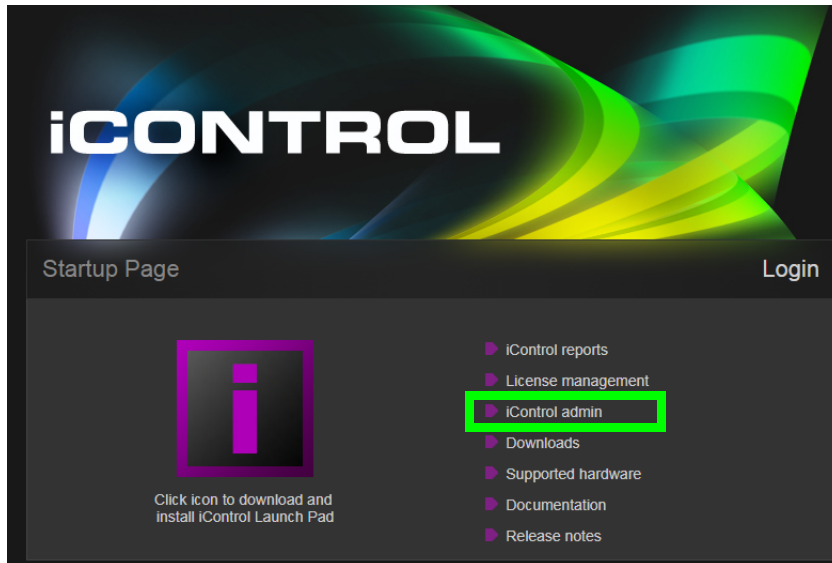 iCONTROL
Startup Page
Login
iControl reports
License management
iControl admin
Downloads
Supported hardware
Documentation
Release notes
i
Click icon to download and
install iControl Launch Pad